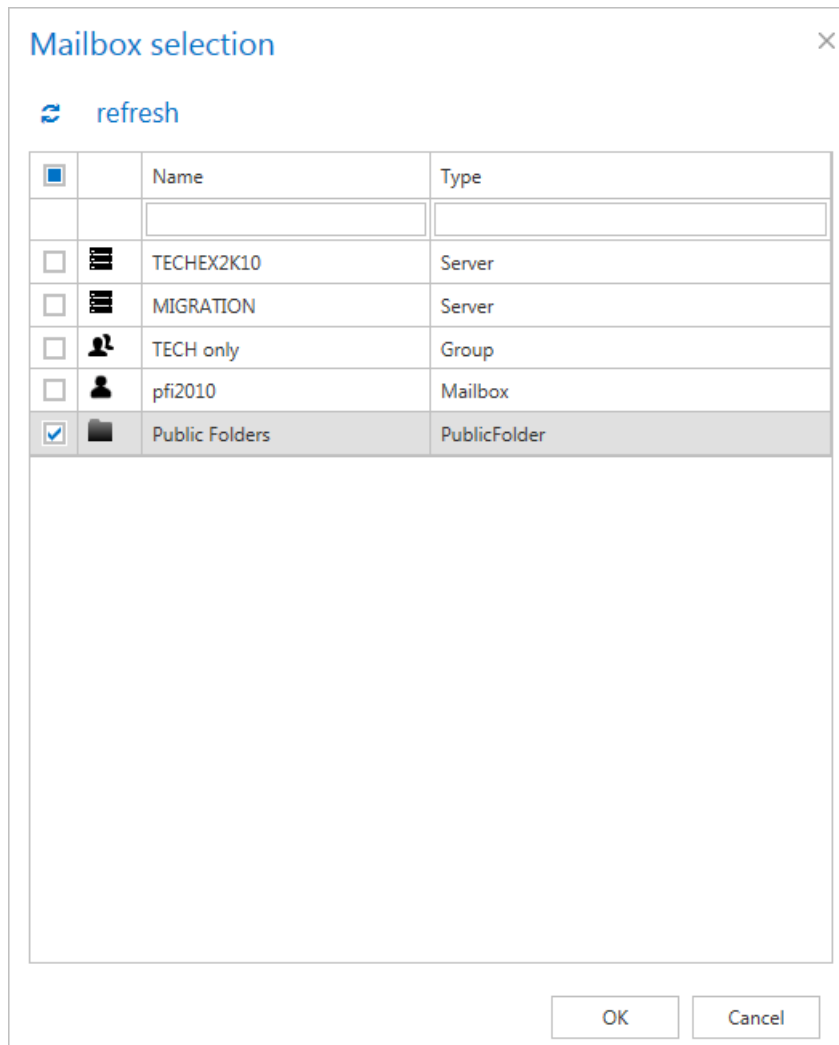 Mailbox selection
refresh
Name Type
TECHEX2K10 Server
MIGRATION Server
TECH only Group
pfi2010 Mailbox
Public Folders PublicFolder
OK Cancel